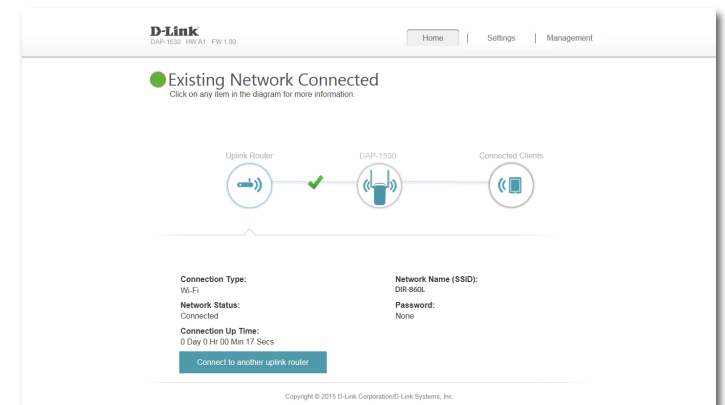 D-Link
DAP-1530 HW:A1 FW:1.00
Home | Settings | Management
Existing Network Connected
Click on any item in the diagram for more information.
Uplink Router
DAP-1530
Connected Clients
Connection Type:
Wi-Fi
Network Status:
Connected
Connection Up Time:
0 Day 0 Hr 00 Min 17 Secs
Network Name (SSID):
DIR-860L
Password:
None
Connect to another uplink router
Copyright © 2015 D-Link Corporation/D-Link Systems, Inc.